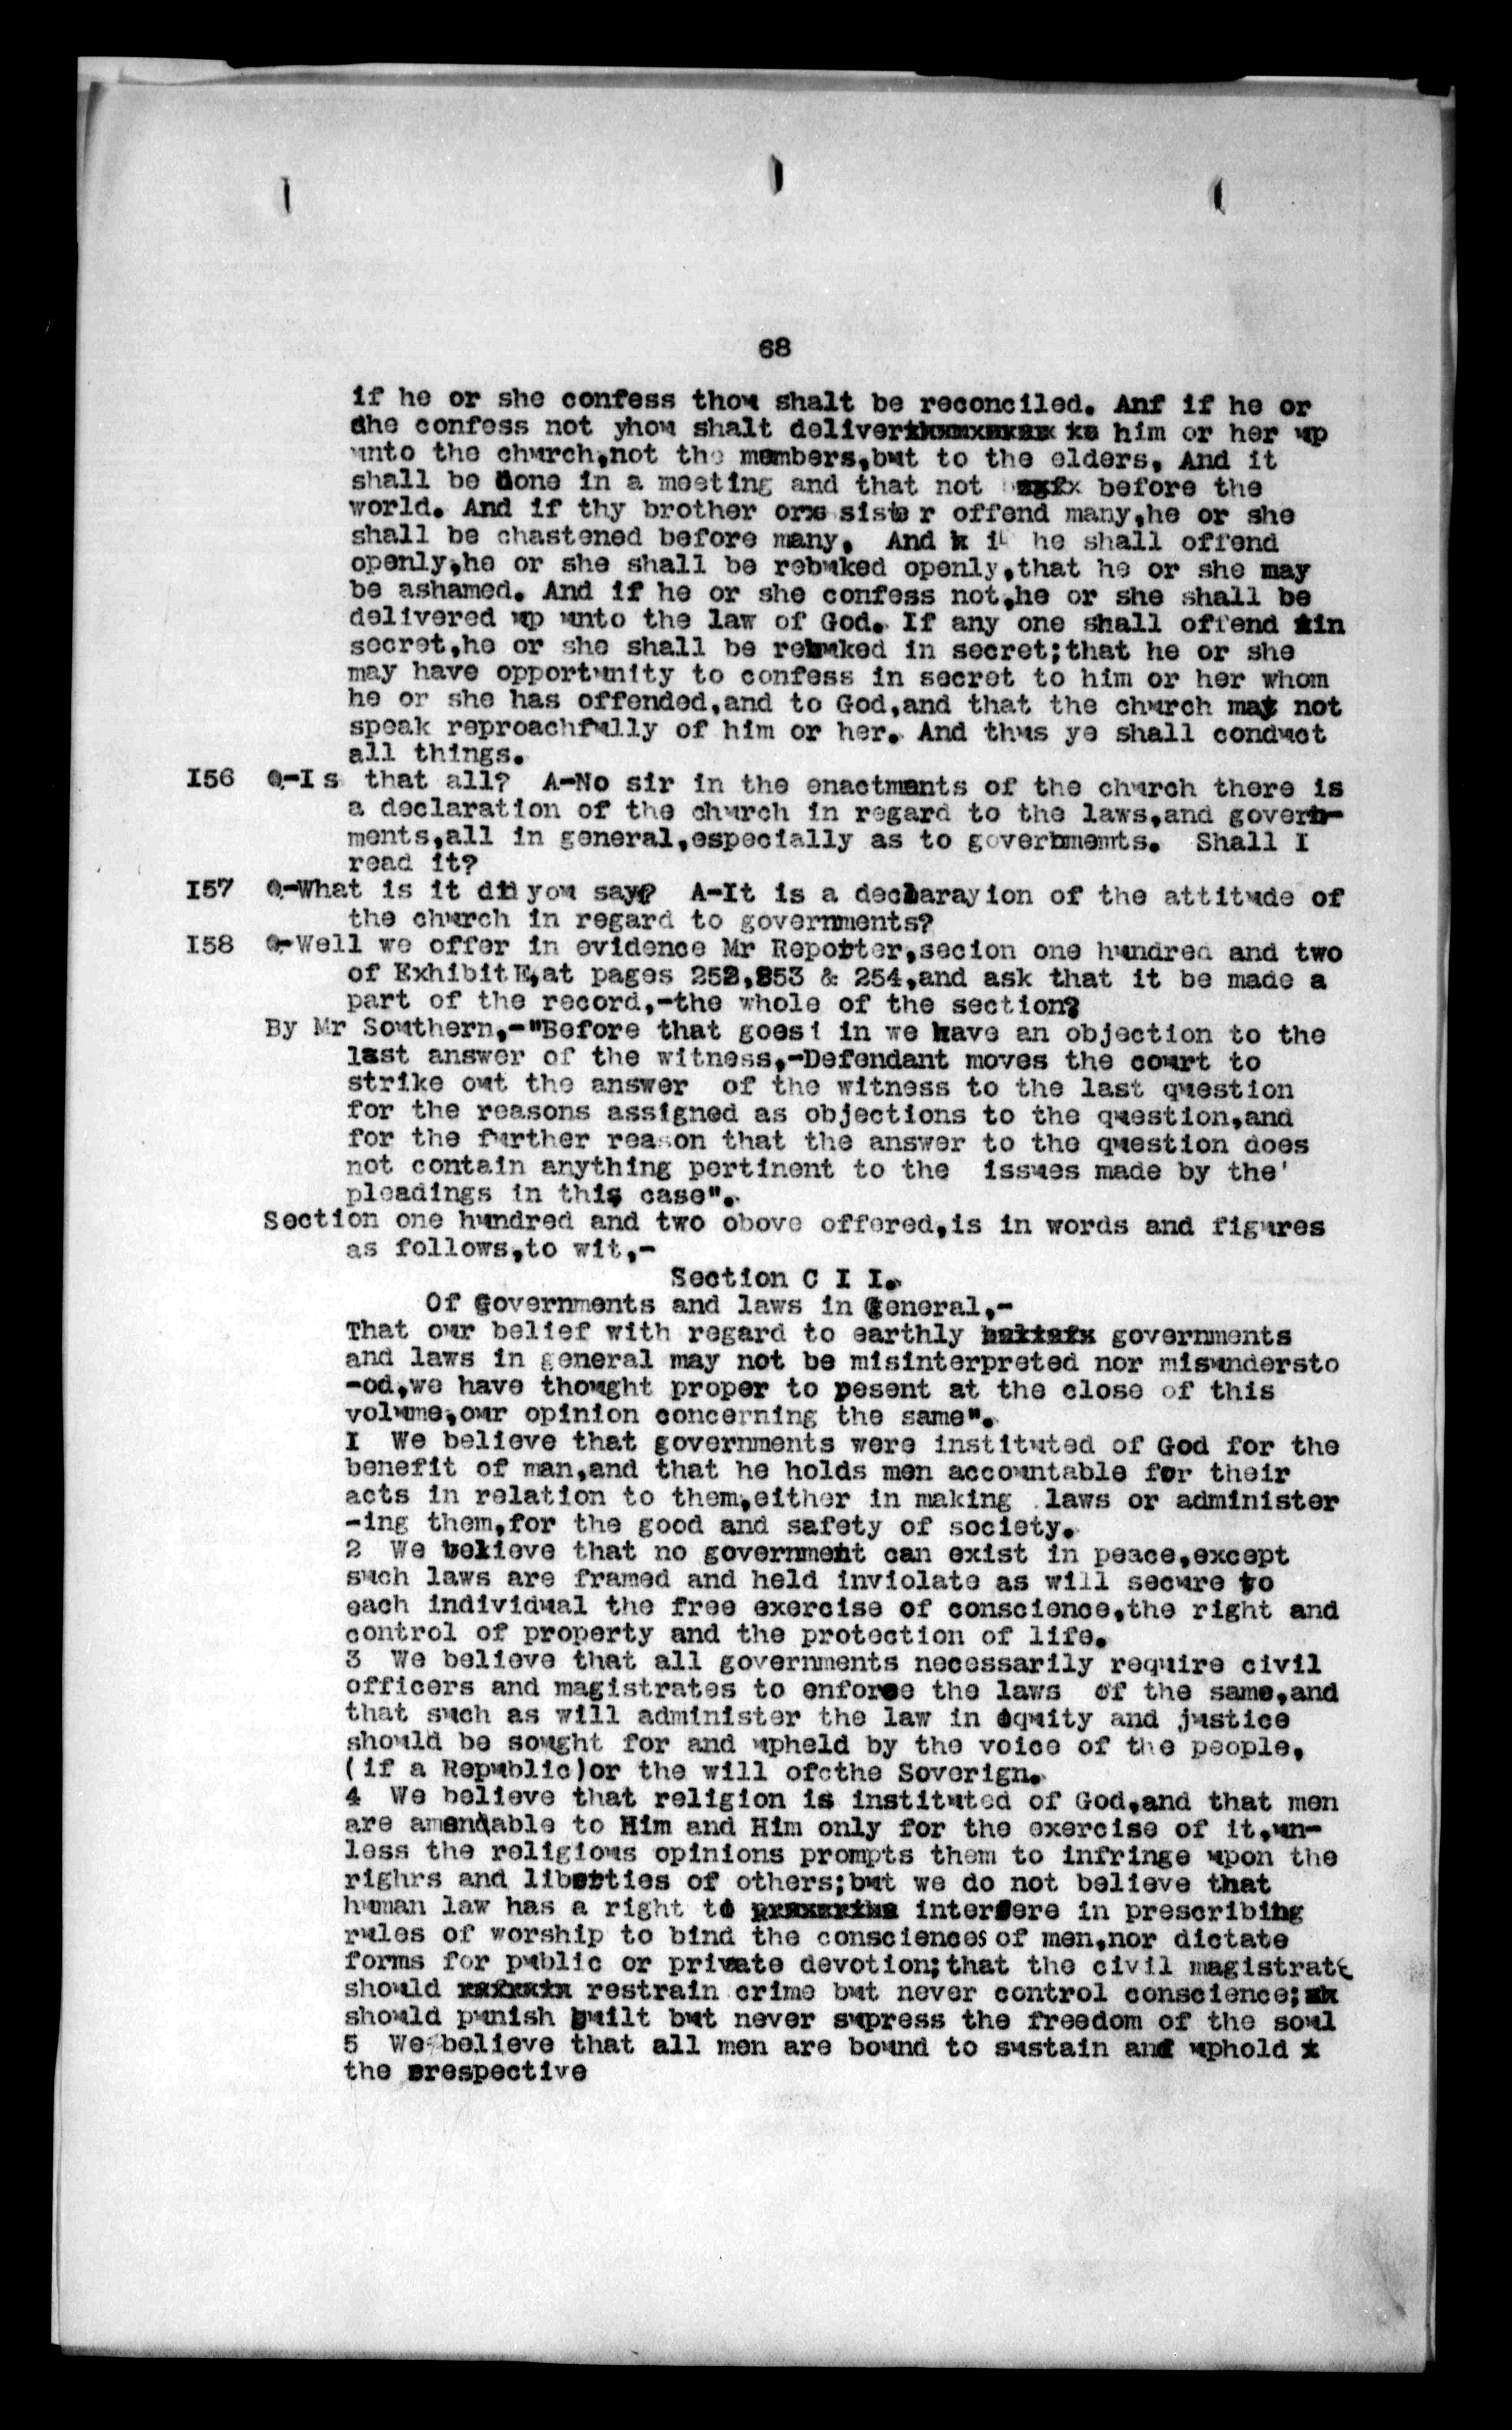 68
if he or she confess thou shalt be reconciled. Anf if he or
she confess not yhou shalt deliver him or her up
unto the church,not the members,but to the elders, And it
shall be done in a meeting and that not before the
world. And if thy brother or sister offend many,he or she
shall be chastened before many, And if he shall offend
openly,he or she shall be rebuked openly,that he or she may
be ashamed. And if he or she confess not,he or she shall be
delivered up unto the law of God. If any one shall offend in
secret,he or she shall be rebuked in secret;that he or she
may have opportunity to confess in secret to him or her whom
he or she has offended,and to God,and that the church may not
speak reproachfully of him or her. And thus ye shall conduct
all things.
I56 Q-Is that all? A-No sir in the enactments of the church there is
a declaration of the church in regard to the laws,and govern-
ments,all in general,especially as to governmemts. Shall I
read it?
I57 Q-What is it did you say? A-It is a declarayion of the attitude of
the church in regard to governments?
I58 Q-Well we offer in evidence Mr Reporter,secion one hundred and two
of Exhibit E,at pages 252,253 & 254,and ask that it be made a
part of the record,-the whole of the section?
By Mr Southern,-"Before that goes in we have an objection to the
last answer of the witness,-Defendant moves the court to
strike out the answer of the witness to the last question
for the reasons assigned as objections to the question,and
for the further reason that the answer to the question does
not contain anything pertinent to the issues made by the'
pleadings in this case".
Section one hundred and two obove offered,is in words and figures
as follows,to wit,-
Section C I I.
Of Governments and laws in General,-
That our belief with regard to earthly governments
and laws in general may not be misinterpreted nor misundersto
-od,we have thought proper to pesent at the close of this
volume,our opinion concerning the same".
I We believe that governments were instituted of God for the
benefit of man,and that he holds men accountable for their
acts in relation to them,either in making laws or administer
-ing them,for the good and safety of society.
2 We believe that no government can exist in peace,except
such laws are framed and held inviolate as will secure to
each individual the free exercise of conscience,the right and
control of property and the protection of life.
3 We believe that all governments necessarily require civil
officers and magistrates to enforce the laws of the same,and
that such as will administer the law in equity and justice
should be sought for and upheld by the voice of the people,
(if a Republic)or the will ofcthe Soverign.
4 We believe that religion is instituted of God,and that men
are amendable to Him and Him only for the exercise of it,un-
less the religious opinions prompts them to infringe upon the
righrs and liberties of others;but we do not believe that
human law has a right to interfere in prescribing
rules of worship to bind the consciences of men,nor dictate
forms for public or private devotion;that the civil magistrate
should restrain crime but never control conscience;
should punish guilt but never supress the freedom of the soul
5 We believe that all men are bound to sustain and uphold
the respective